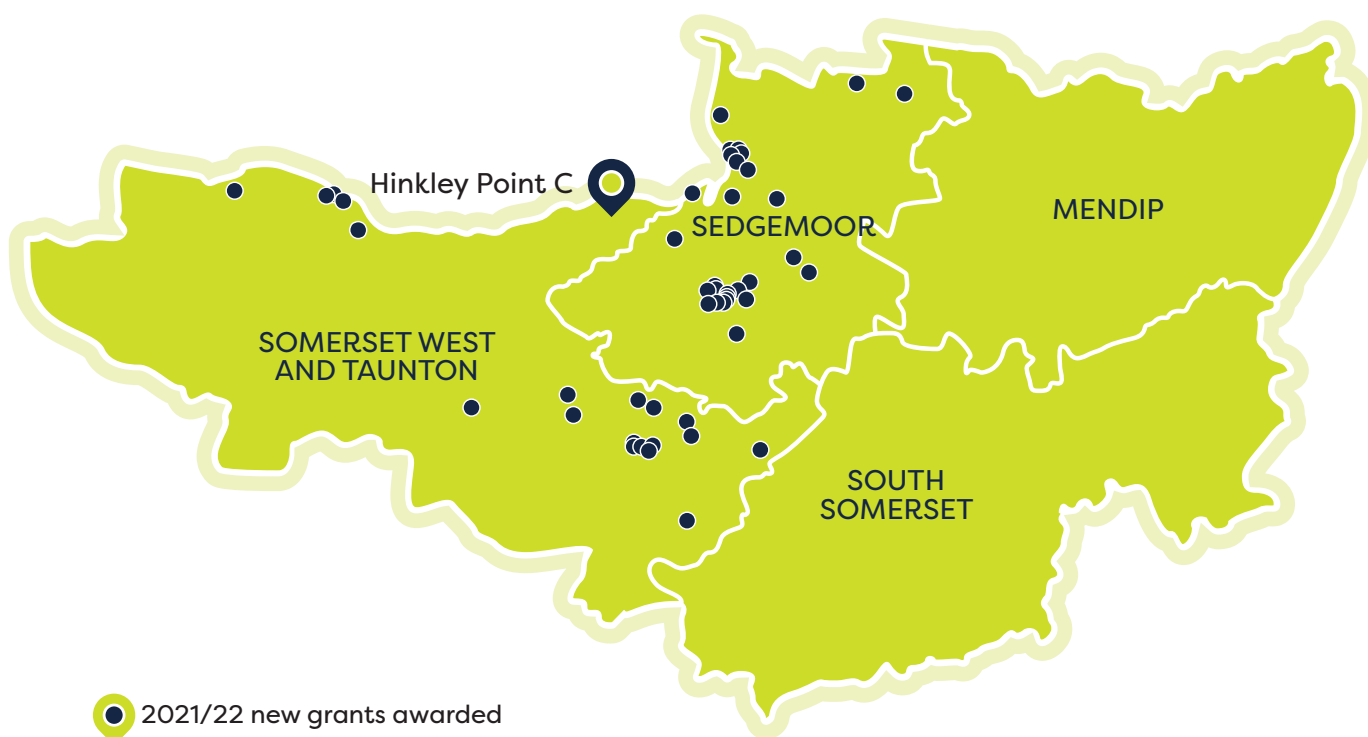 Hinkley Point C
SEDGEMOOR
MENDIP
SOMERSET WEST
AND TAUNTON
SOUTH
SOMERSET
2021/22 new grants awarded